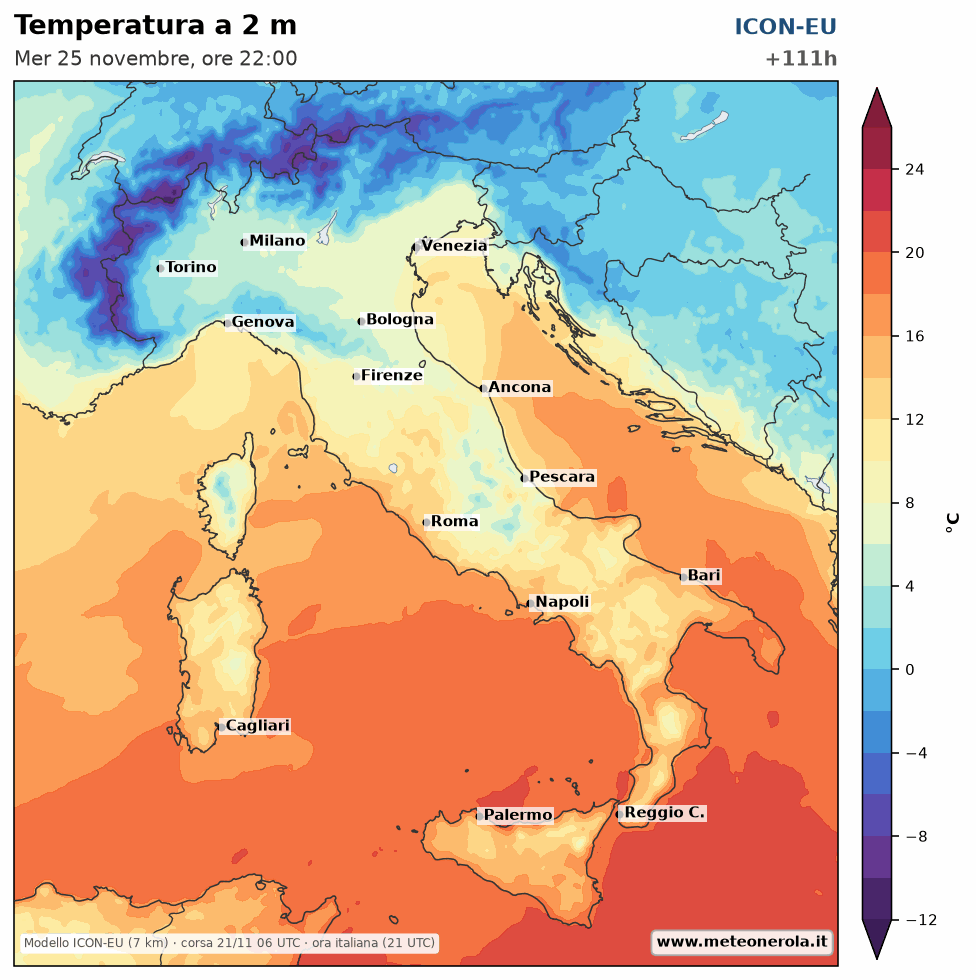 Temperatura a 2 m
ICON-EU
Mer 25 novembre, ore 22:00
+111h
Milano
Venezia
Torino
Genova
Bologna
Firenze
Ancona
Pescara
Roma
Bari
Napoli
Cagliari
Palermo
Reggio C.
24
20
16
12
8
4
0
−4
−8
−12
°C
Modello ICON-EU (7 km) · corsa 21/11 06 UTC · ora italiana (21 UTC)
www.meteonerola.it